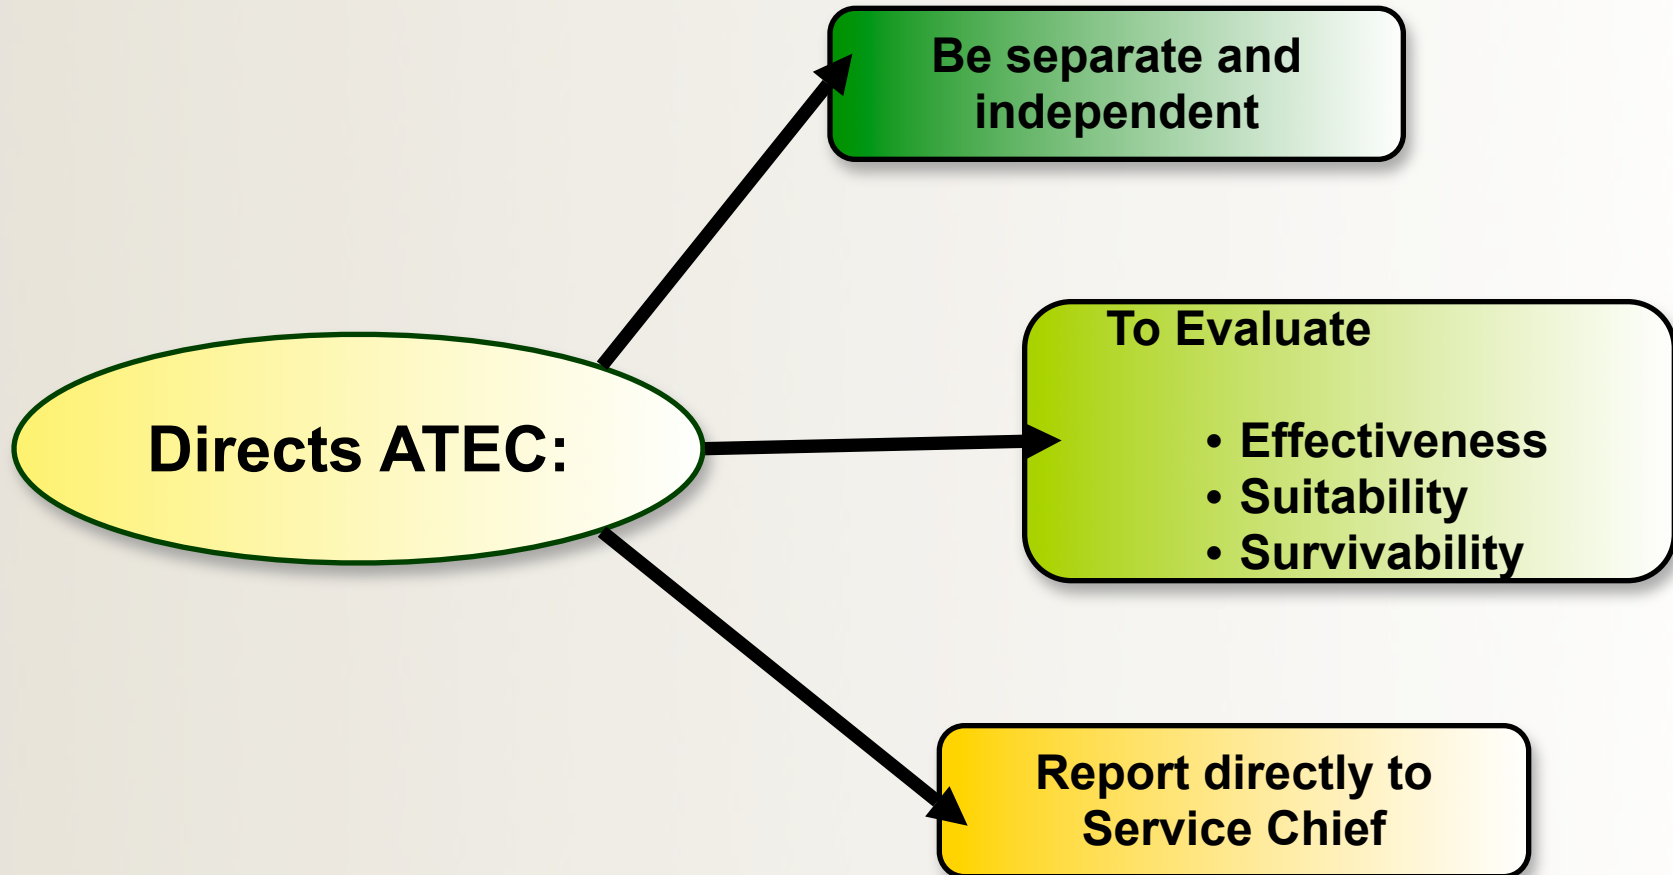 Be separate and
independent
To Evaluate
• Effectiveness
• Suitability
• Survivability
Directs ATEC:
Report directly to
Service Chief